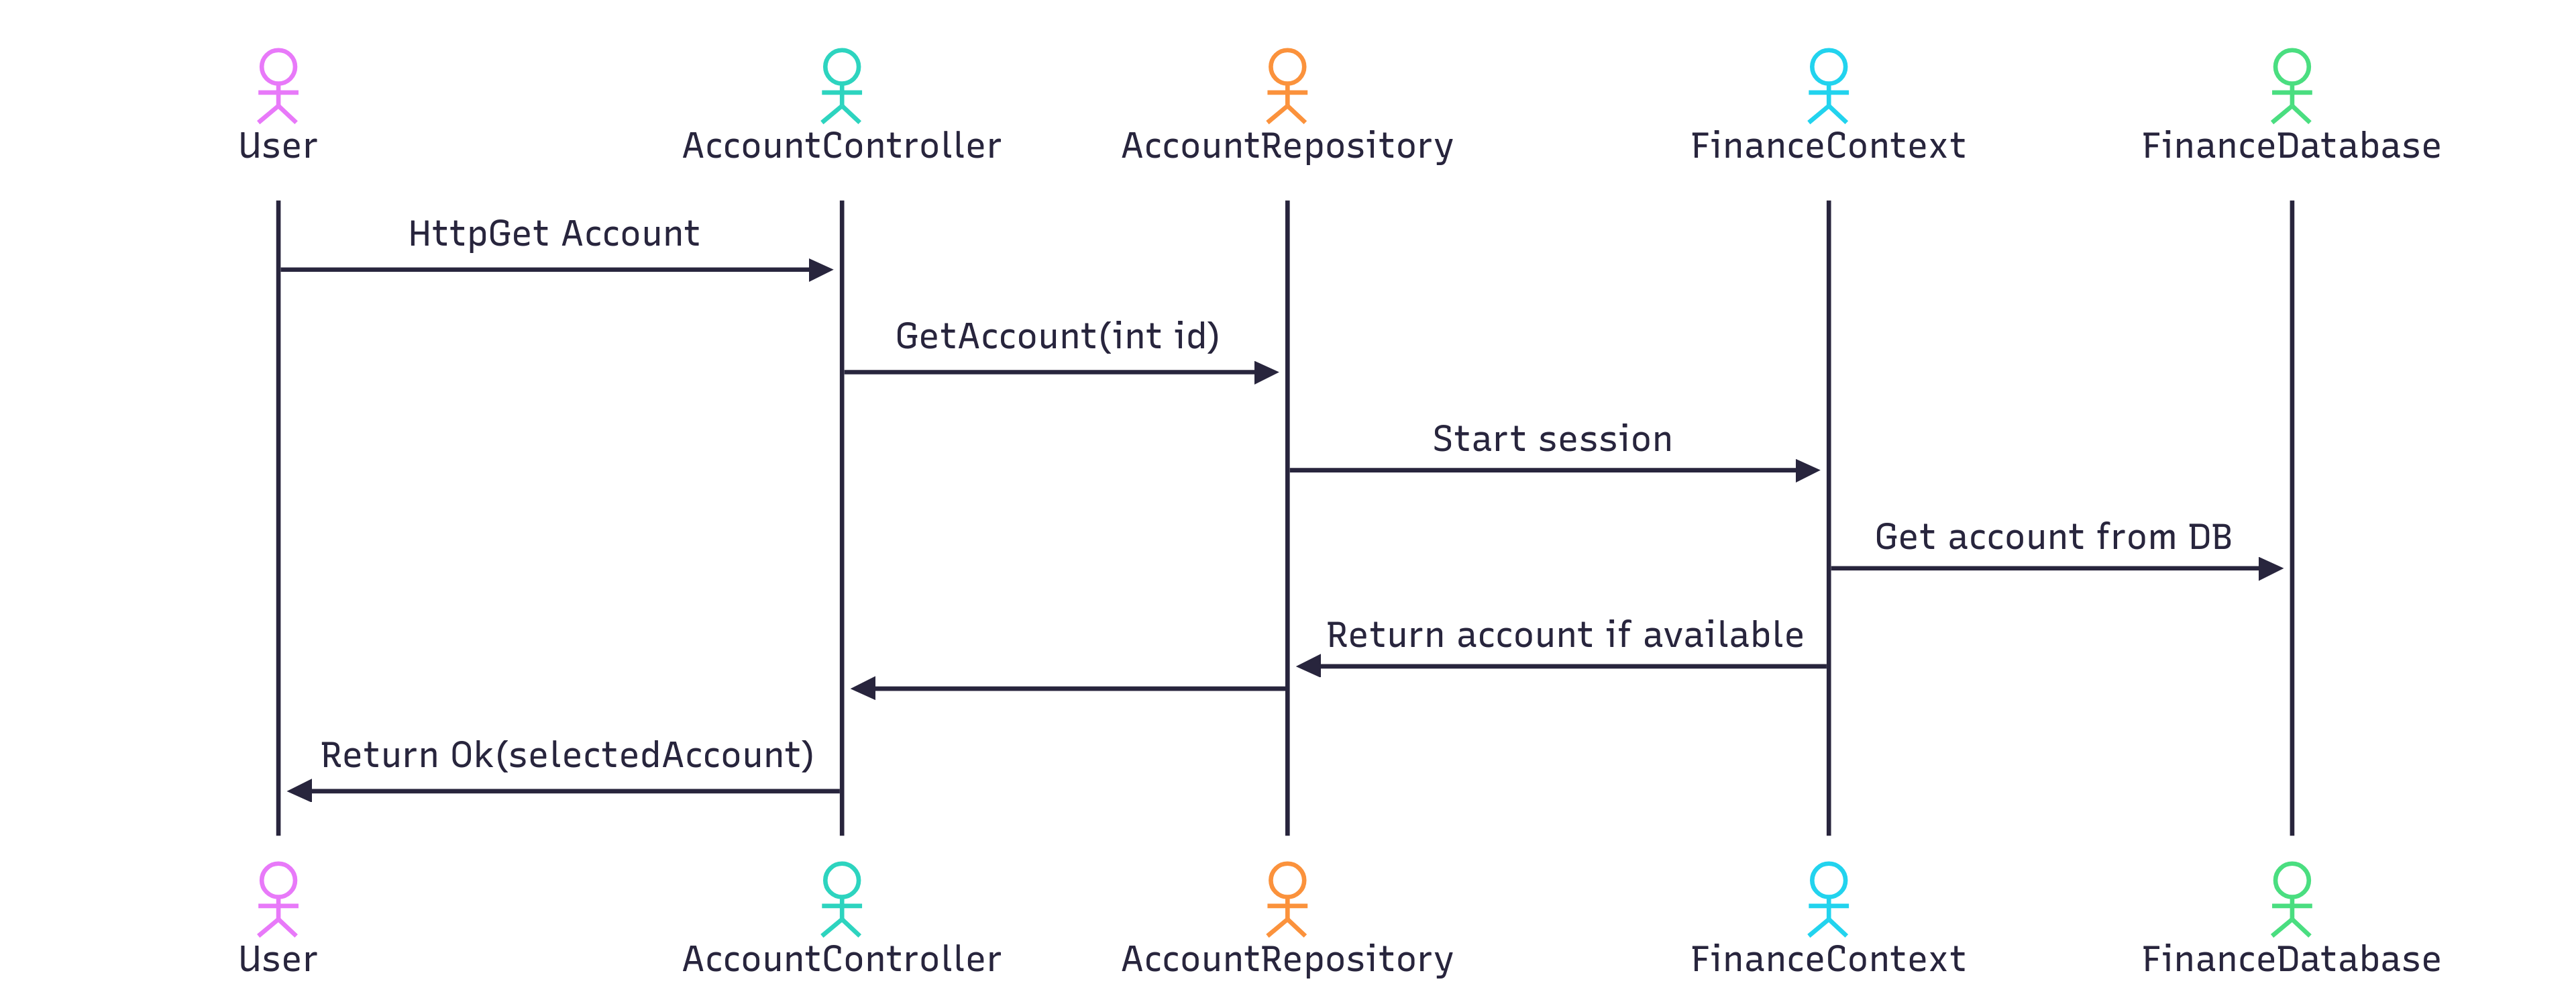 User
AccountController
AccountRepository
FinanceContext
FinanceDatabase
HttpGet Account
GetAccount(int id)
Start session
Get account from DB
Return account if available
Return Ok(selectedAccount)
User
AccountController
AccountRepository
FinanceContext
FinanceDatabase